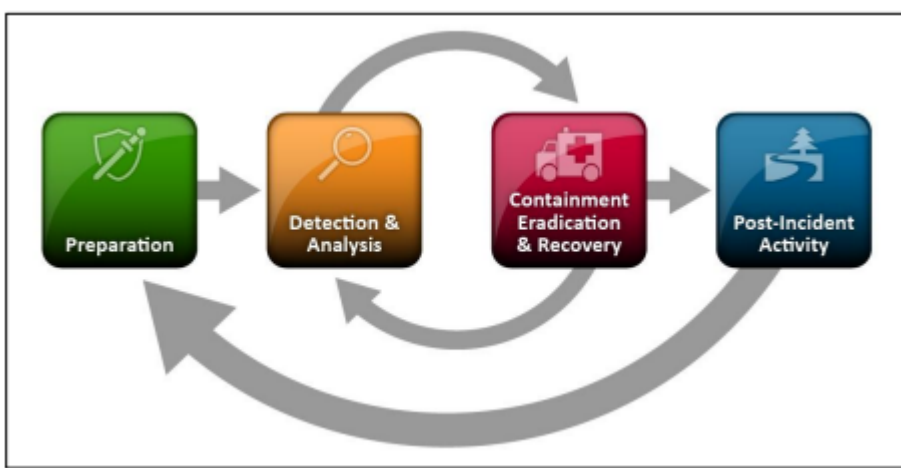 Preparation
Detection &
Analysis
Containment
Eradication
& Recovery
Post-Incident
Activity